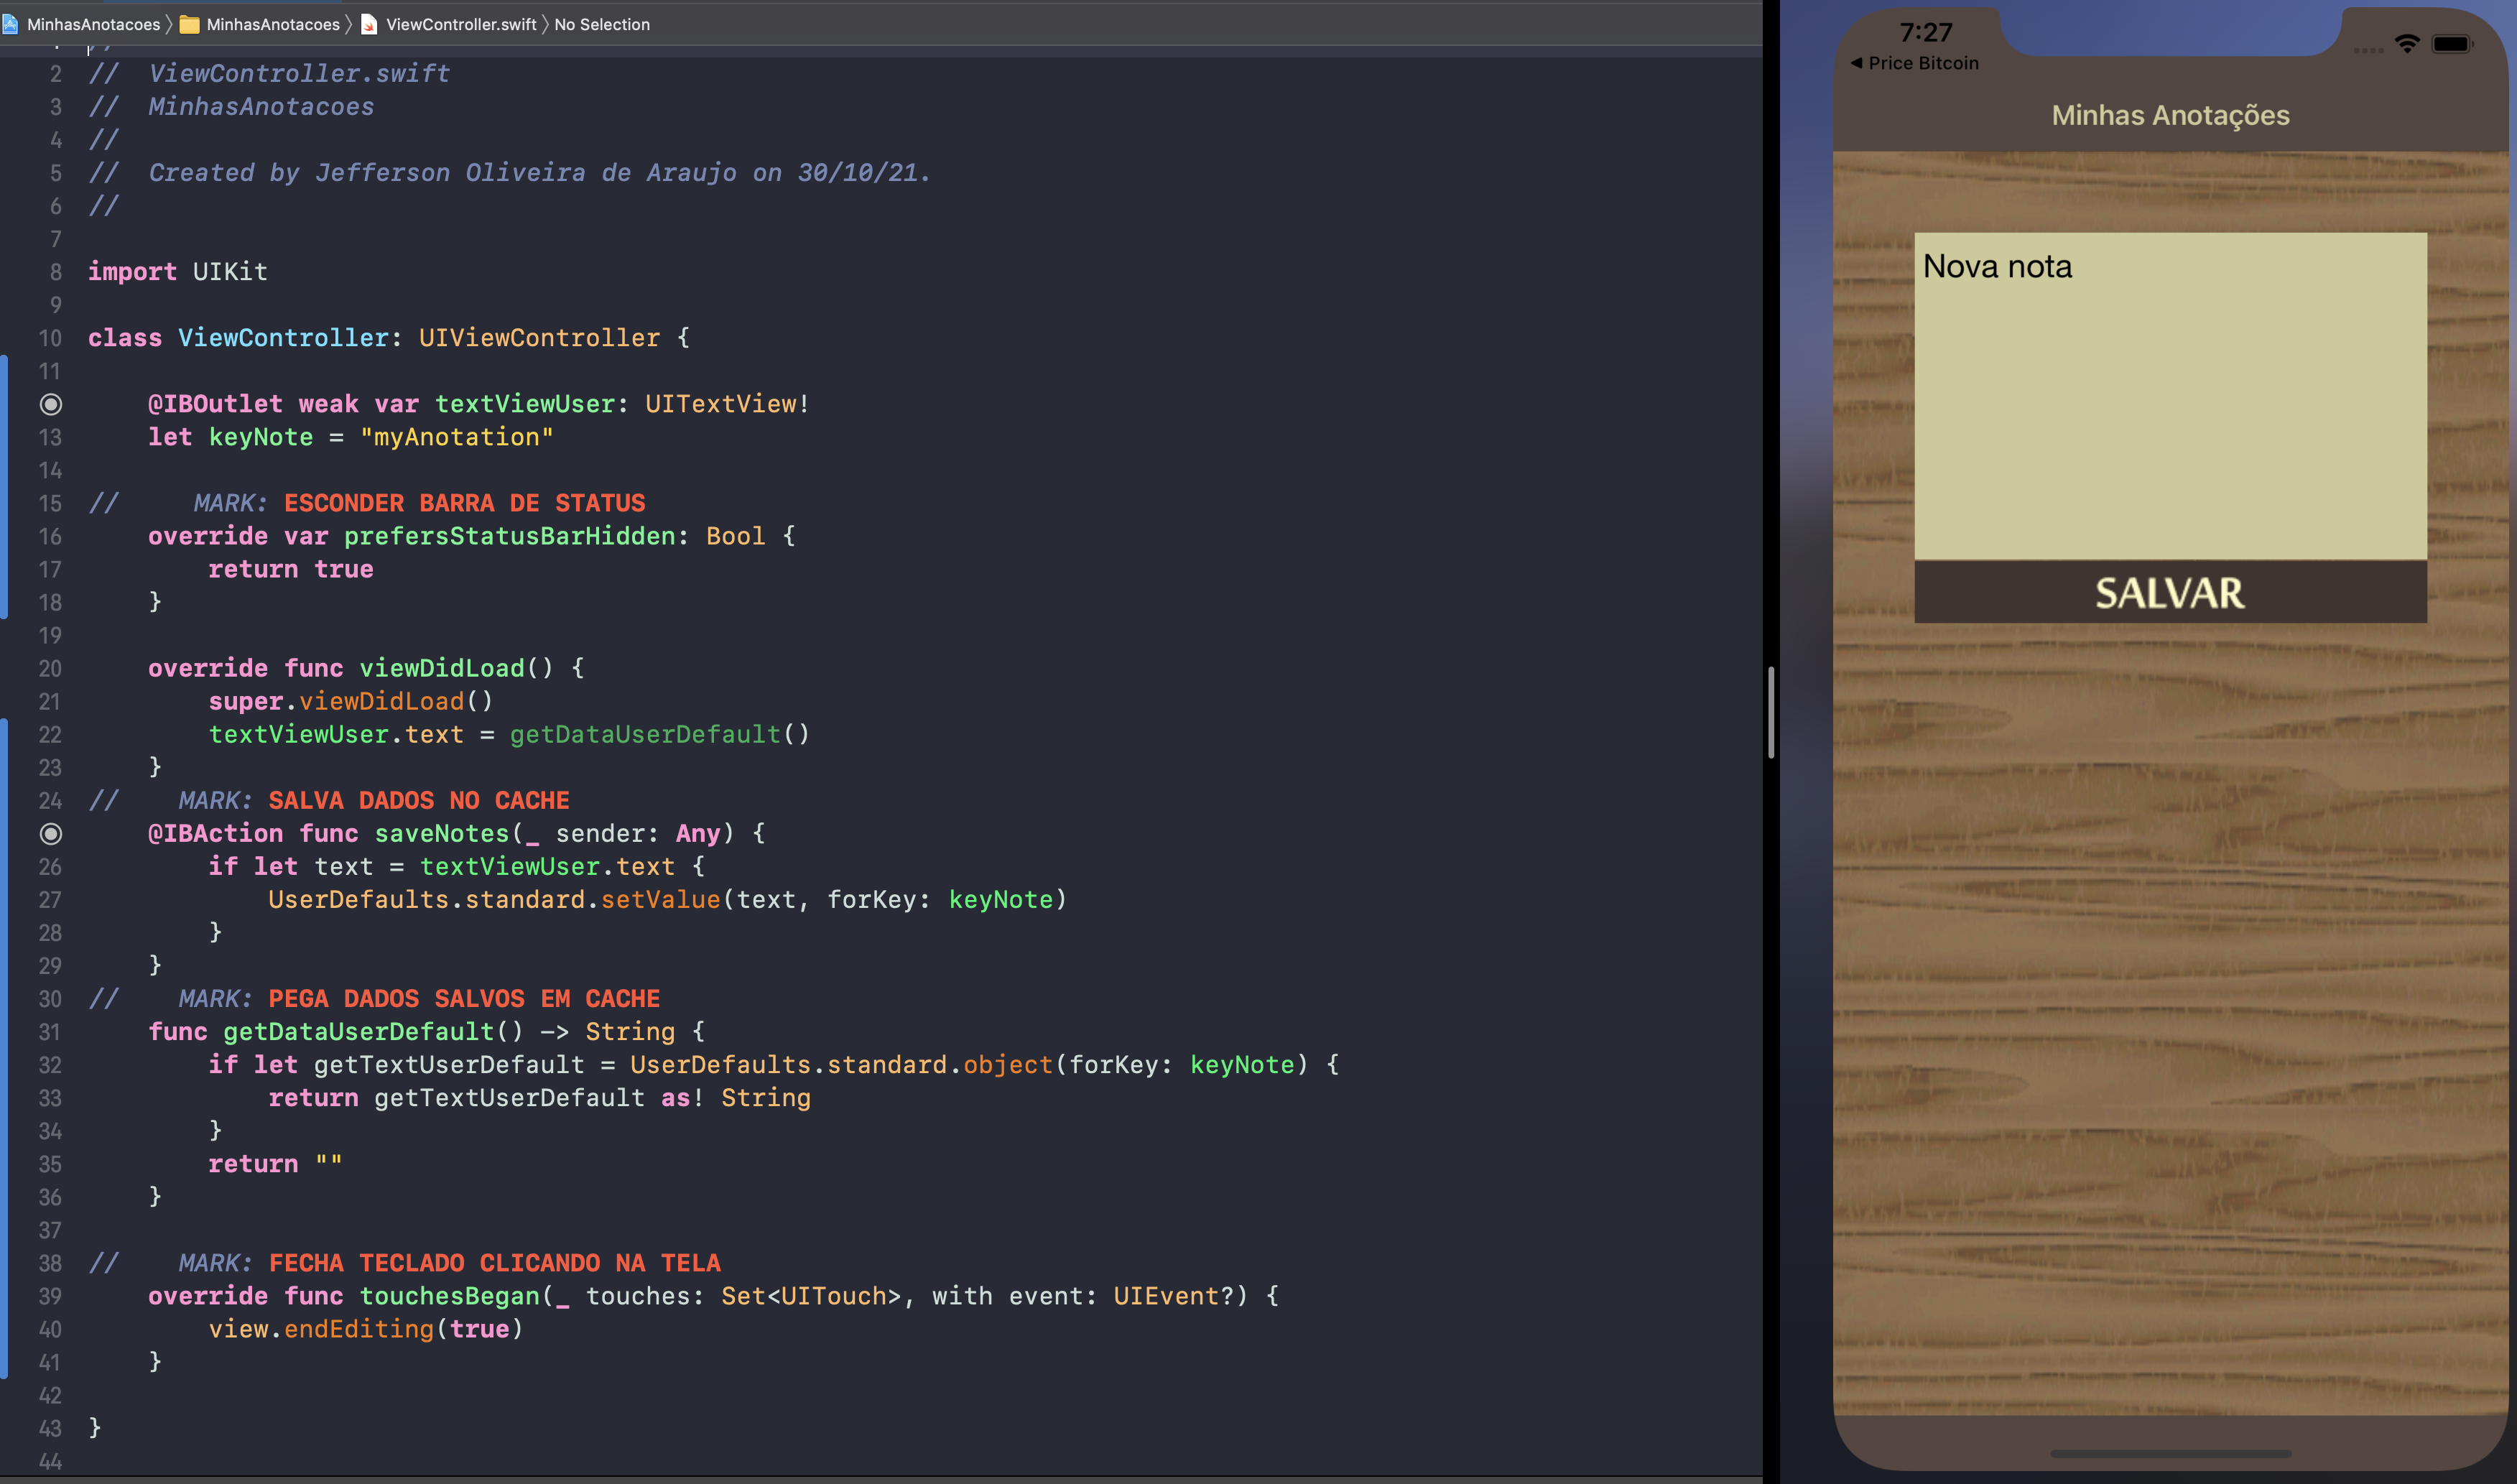 MinhasAnotacoes 〉 MinhasAnotacoes 〉 ViewController.swift 〉 No Selection
//
2 //  ViewController.swift
3 //  MinhasAnotacoes
4 //
5 //  Created by Jefferson Oliveira de Araujo on 30/10/21.
6 //
7
8 import UIKit
9
10 class ViewController: UIViewController {
11
    @IBOutlet weak var textViewUser: UITextView!
13     let keyNote = "myAnotation"
14
15 //     MARK: ESCONDER BARRA DE STATUS
16     override var prefersStatusBarHidden: Bool {
17         return true
18     }
19
20     override func viewDidLoad() {
21         super.viewDidLoad()
22         textViewUser.text = getDataUserDefault()
23     }
24 //    MARK: SALVA DADOS NO CACHE
    @IBAction func saveNotes(_ sender: Any) {
26         if let text = textViewUser.text {
27             UserDefaults.standard.setValue(text, forKey: keyNote)
28         }
29     }
30 //    MARK: PEGA DADOS SALVOS EM CACHE
31     func getDataUserDefault() -> String {
32         if let getTextUserDefault = UserDefaults.standard.object(forKey: keyNote) {
33             return getTextUserDefault as! String
34         }
35         return ""
36     }
37
38 //    MARK: FECHA TECLADO CLICANDO NA TELA
39     override func touchesBegan(_ touches: Set<UITouch>, with event: UIEvent?) {
40         view.endEditing(true)
41     }
42
43 }
44
7:27
◀ Price Bitcoin
Minhas Anotações
Nova nota
SALVAR